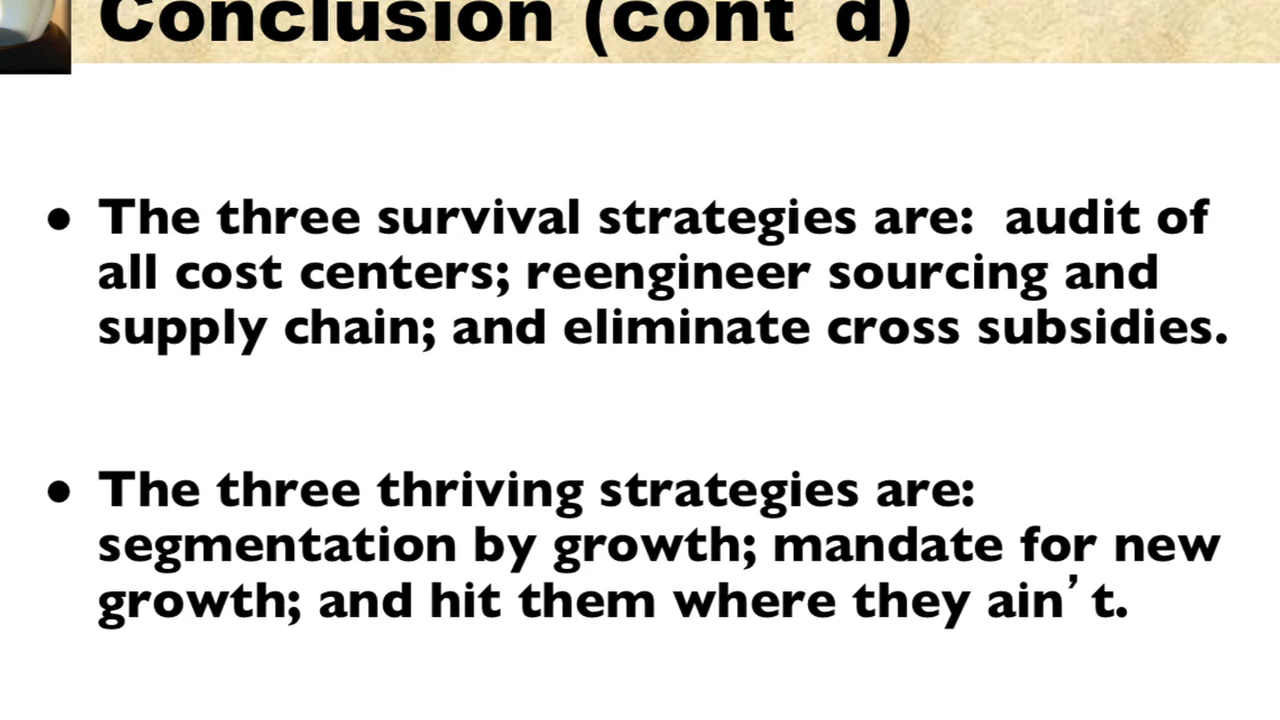 Conclusion (cont d)
• The three survival strategies are:  audit of
all cost centers; reengineer sourcing and
supply chain; and eliminate cross subsidies.
• The three thriving strategies are:
segmentation by growth; mandate for new
growth; and hit them where they ain’t.